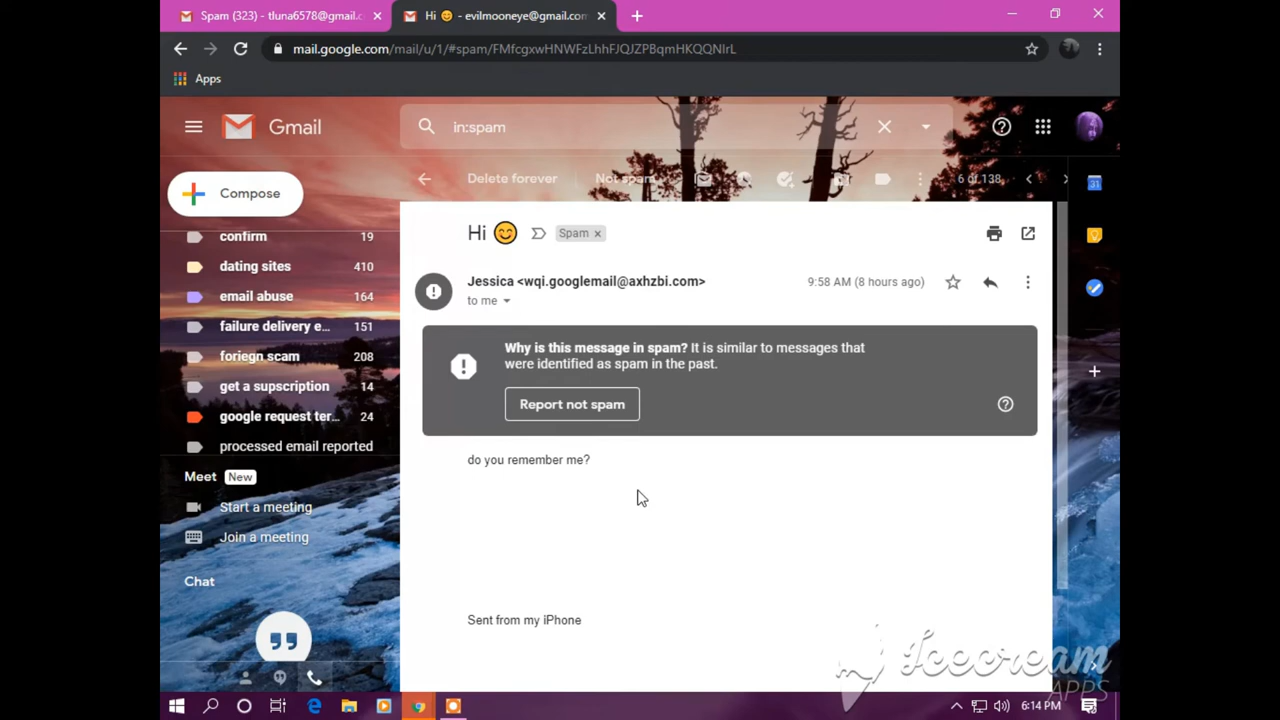 Spam (323) - tluna6578@gmail.c
Hi 😊 - evilmooneye@gmail.com
mail.google.com/mail/u/1/#spam/FMfcgxwHNWFzLhhFJQJZPBqmHKQQNIrL
Apps
Gmail
in:spam
Compose
Delete forever
Not spam
6 of 138
confirm 19
dating sites 410
email abuse 164
failure delivery e... 151
foriegn scam 208
get a supscription 14
google request ter... 24
processed email reported
Meet New
Start a meeting
Join a meeting
Chat
Hi 😊 Spam x
Jessica <wqi.googlemail@axhzbi.com> 9:58 AM (8 hours ago)
to me
Why is this message in spam? It is similar to messages that
were identified as spam in the past.
Report not spam
do you remember me?
Sent from my iPhone
Icecream
APPS
6:14 PM